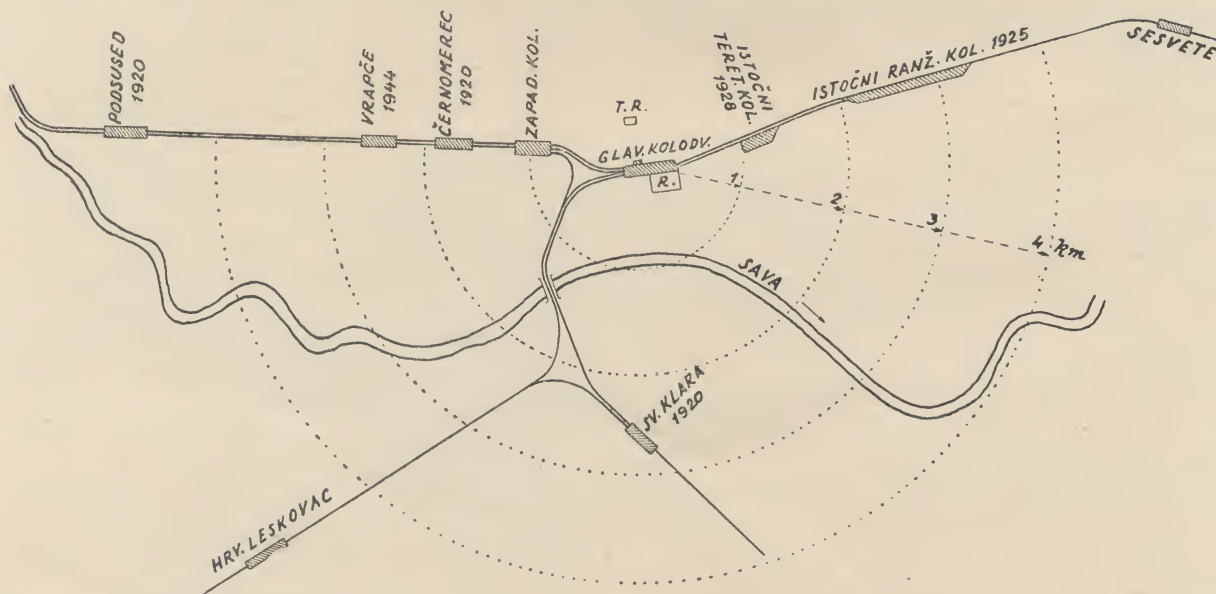 PODSUSED
1920
VRAPČE
1944
ČERNOMEREC
1920
ZAPAD. KOL.
T.R.
GLAV. KOLODV.
R.
ISTOČNI
TERET. KOL.
1928
ISTOČNI RANŽ. KOL. 1925
SESVETE
1
2
3
4 km
SAVA
SV. KLARA
1920
HRV. LESKOVAC